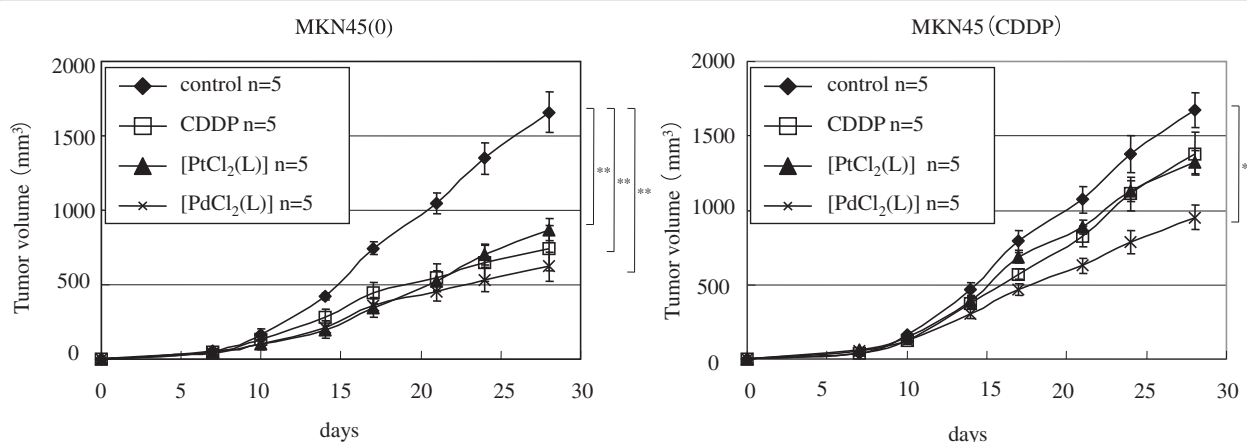 MKN45(0)
Tumor volume (mm³)
2000
1500
1000
500
0
control n=5
CDDP n=5
[PtCl₂(L)] n=5
[PdCl₂(L)] n=5
**
**
**
0 5 10 15 20 25 30
days
MKN45(CDDP)
Tumor volume (mm³)
2000
1500
1000
500
0
control n=5
CDDP n=5
[PtCl₂(L)] n=5
[PdCl₂(L)] n=5
*
0 5 10 15 20 25 30
days